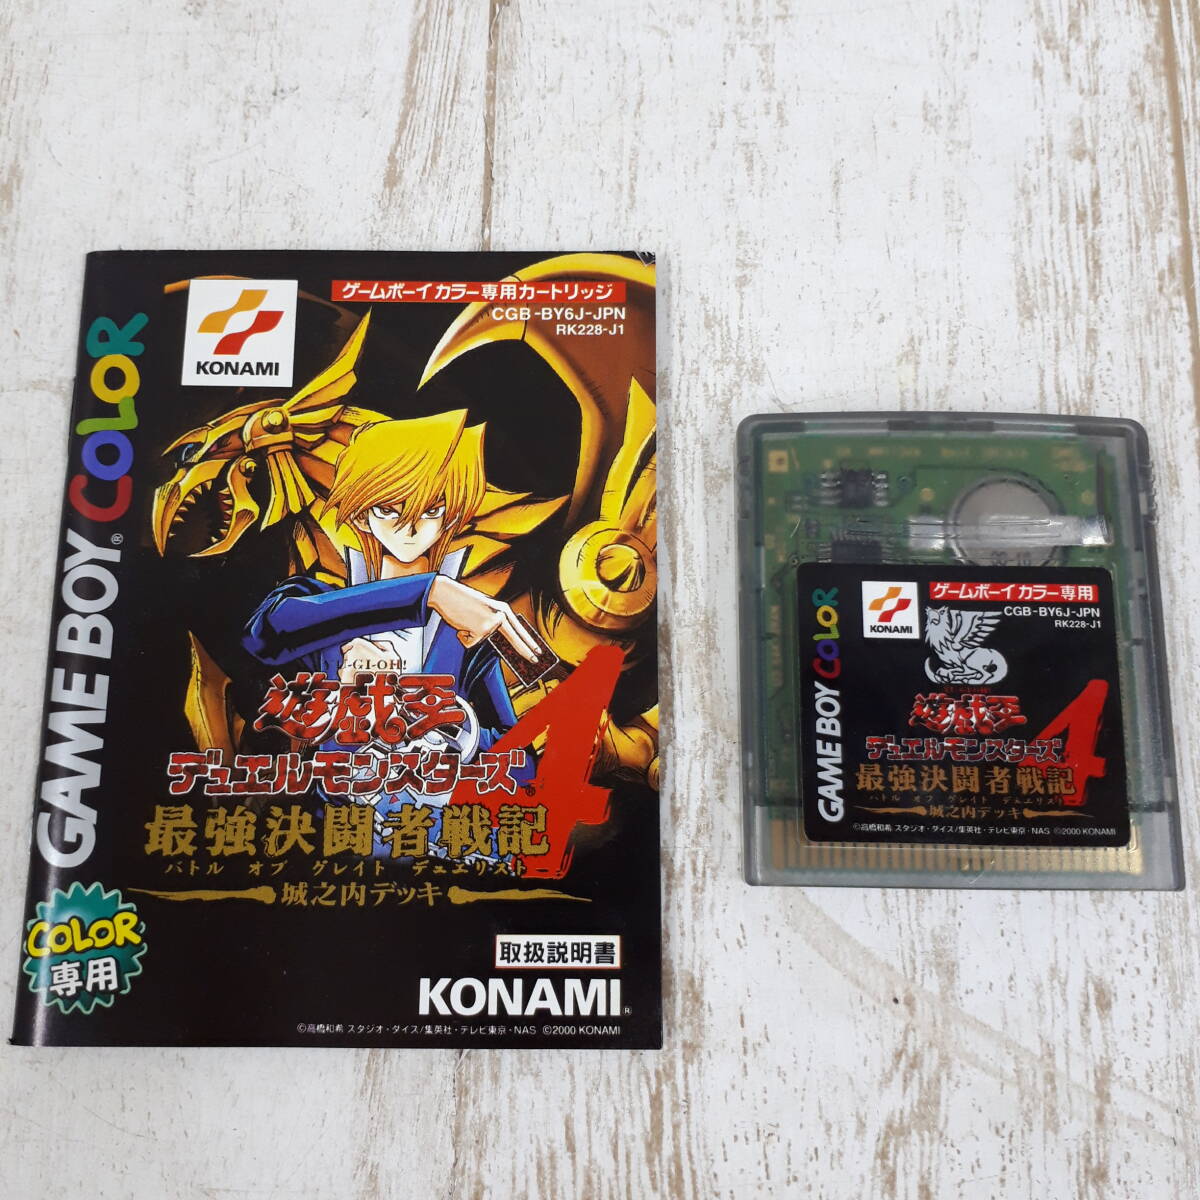 KONAMI
ゲームボーイカラー専用カートリッジ
CGB-BY6J-JPN
RK228-J1
GAME BOY COLOR®
YU-GI-OH!
遊戯王
デュエルモンスターズ® 4
最強決闘者戦記
バトル オブ グレイト デュエリスト
城之内デッキ
COLOR
専用
取扱説明書
KONAMI®
©高橋和希 スタジオ・ダイス/集英社・テレビ東京・NAS ©2000 KONAMI
KONAMI
ゲームボーイカラー専用
CGB-BY6J-JPN
RK228-J1
GAME BOY COLOR
YU-GI-OH!
遊戯王
デュエルモンスターズ 4
最強決闘者戦記
バトル オブ グレイト デュエリスト
城之内デッキ
©高橋和希 スタジオ・ダイス/集英社・テレビ東京・NAS ©2000 KONAMI